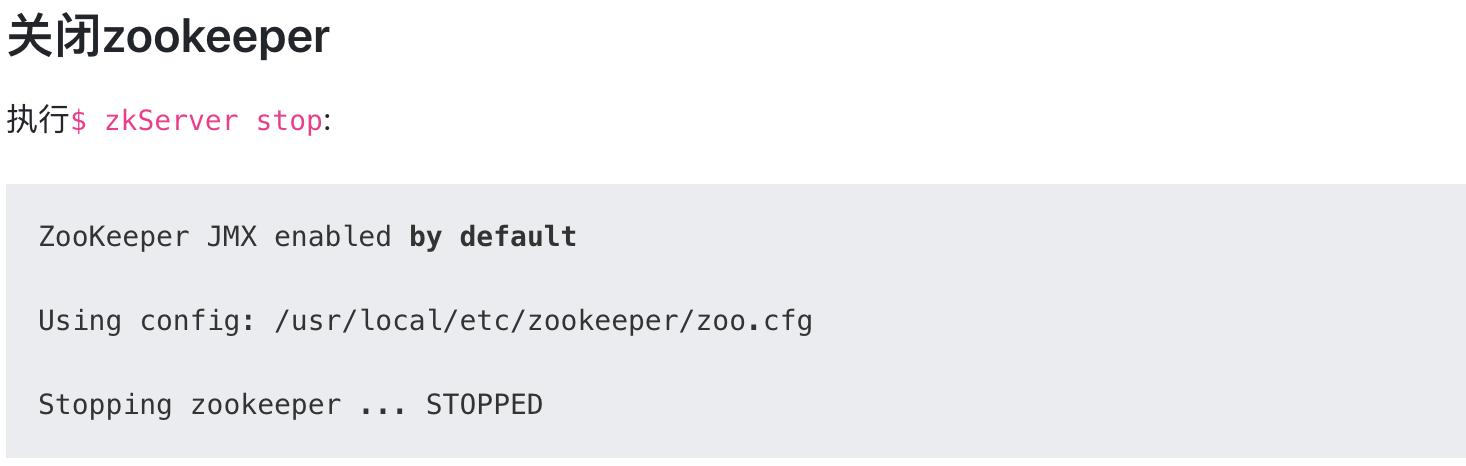 关闭zookeeper
执行$ zkServer stop:
ZooKeeper JMX enabled by default
Using config: /usr/local/etc/zookeeper/zoo.cfg
Stopping zookeeper ... STOPPED